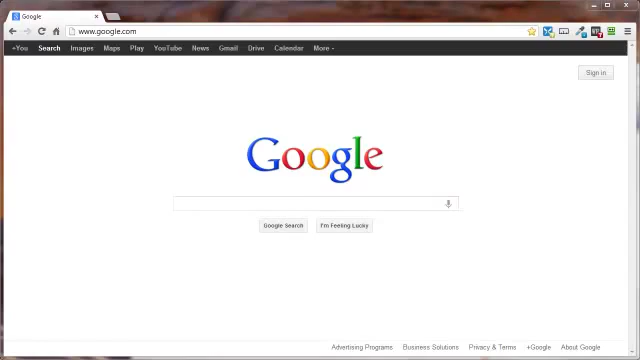 Google
www.google.com
+You Search Images Maps Play YouTube News Gmail Drive Calendar More
Sign in
Google
Google Search I'm Feeling Lucky
Advertising Programs Business Solutions Privacy & Terms +Google About Google